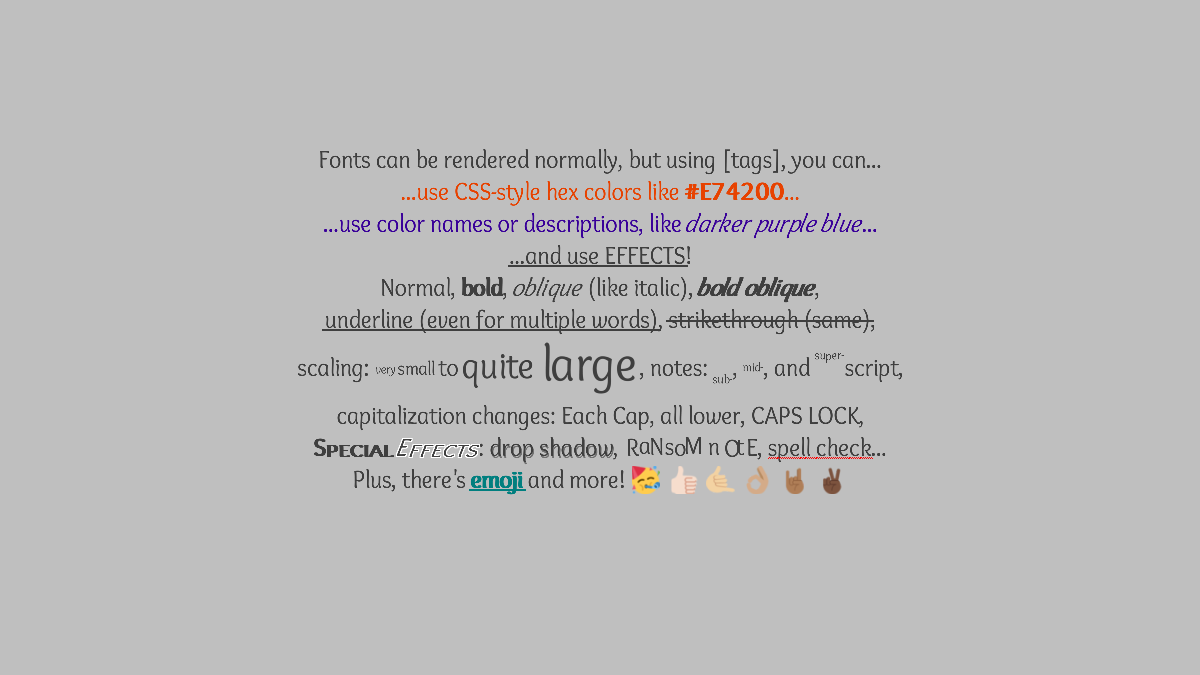 Fonts can be rendered normally, but using [tags], you can...
...use CSS-style hex colors like #E74200...
...use color names or descriptions, like darker purple blue...
...and use EFFECTS!
Normal, bold, oblique (like italic), bold oblique,
underline (even for multiple words), strikethrough (same),
scaling: very small to quite large, notes: sub-, mid-, and super-script,
capitalization changes: Each Cap, all lower, CAPS LOCK,
SPECIAL EFFECTS: drop shadow, RaNsoM n OtE, spell check...
Plus, there's emoji and more! 🥳 👍🏻 🤙🏼 👌🏽 🤘🏾 ✌🏿